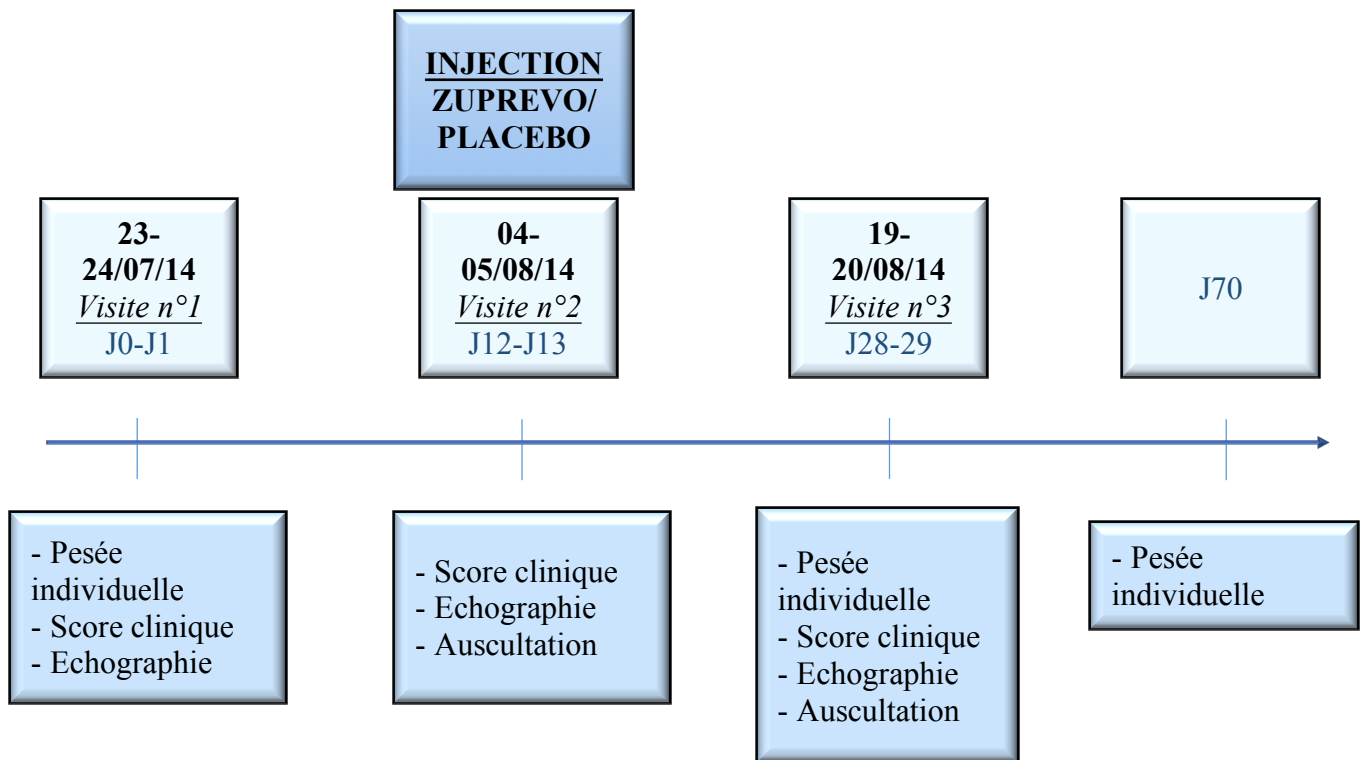 INJECTION
ZUPREVO/
PLACEBO
23-
24/07/14
Visite n°1
J0-J1
04-
05/08/14
Visite n°2
J12-J13
19-
20/08/14
Visite n°3
J28-29
J70
- Pesée
individuelle
- Score clinique
- Echographie
- Score clinique
- Echographie
- Auscultation
- Pesée
individuelle
- Score clinique
- Echographie
- Auscultation
- Pesée
individuelle